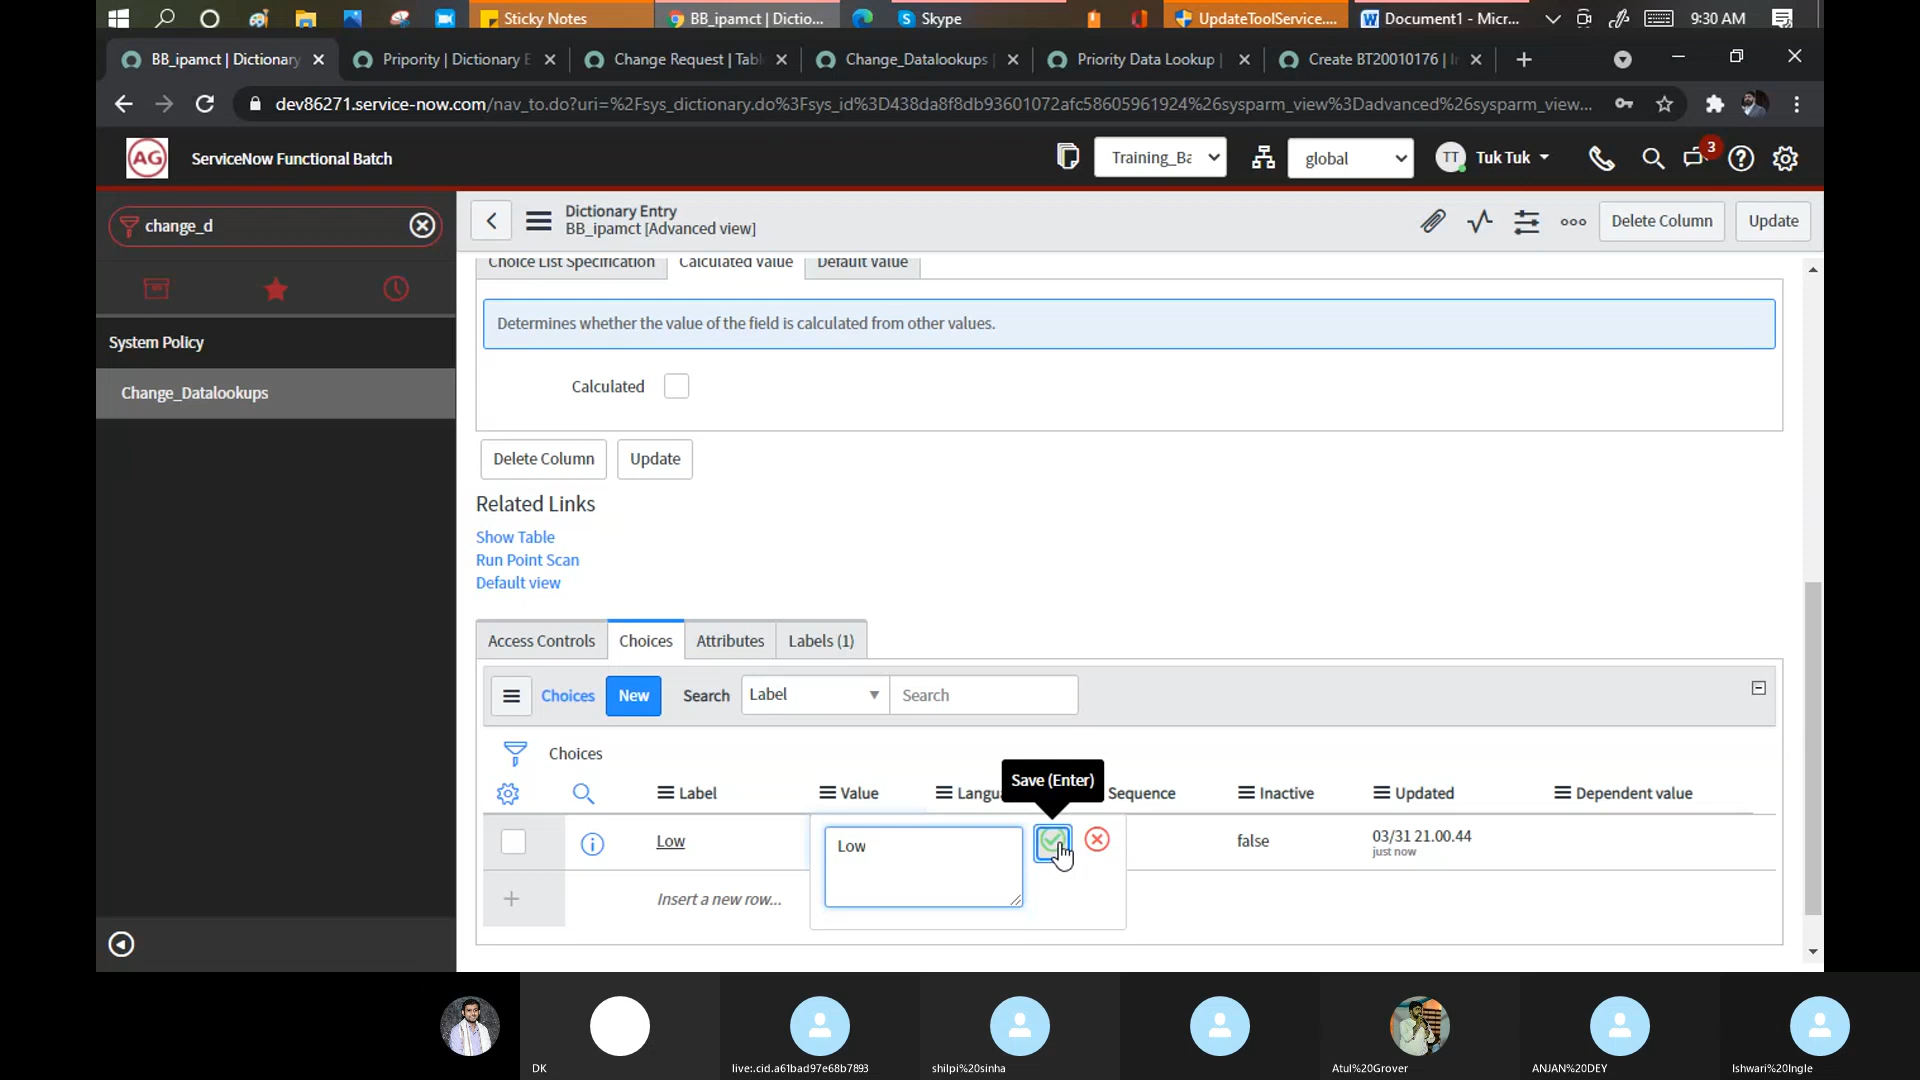 Sticky Notes
BB_ipamct | Dictio...
Skype
UpdateToolService....
Document1 - Micr...
9:30 AM
BB_ipamct | Dictionary
Pripority | Dictionary E
Change Request | Tabl
Change_Datalookups |
Priority Data Lookup |
Create BT20010176 | I
dev86271.service-now.com/nav_to.do?uri=%2Fsys_dictionary.do%3Fsys_id%3D438da8f8db93601072afc58605961924%26sysparm_view%3Dadvanced%26sysparm_view...
AG
ServiceNow Functional Batch
Training_Ba
global
TT
Tuk Tuk
3
change_d
Dictionary Entry
BB_ipamct [Advanced view]
Delete Column
Update
System Policy
Change_Datalookups
Choice List Specification
Calculated Value
Default Value
Determines whether the value of the field is calculated from other values.
Calculated
Delete Column
Update
Related Links
Show Table
Run Point Scan
Default view
Access Controls
Choices
Attributes
Labels (1)
Choices
New
Search
Label
Search
Choices
Save (Enter)
Label
Value
Langu
Sequence
Inactive
Updated
Dependent value
Low
Low
false
03/31 21.00.44
just now
Insert a new row...
DK
live:.cid.a61bad97e68b7893
shilpi%20sinha
Atul%20Grover
ANJAN%20DEY
Ishwari%20Ingle